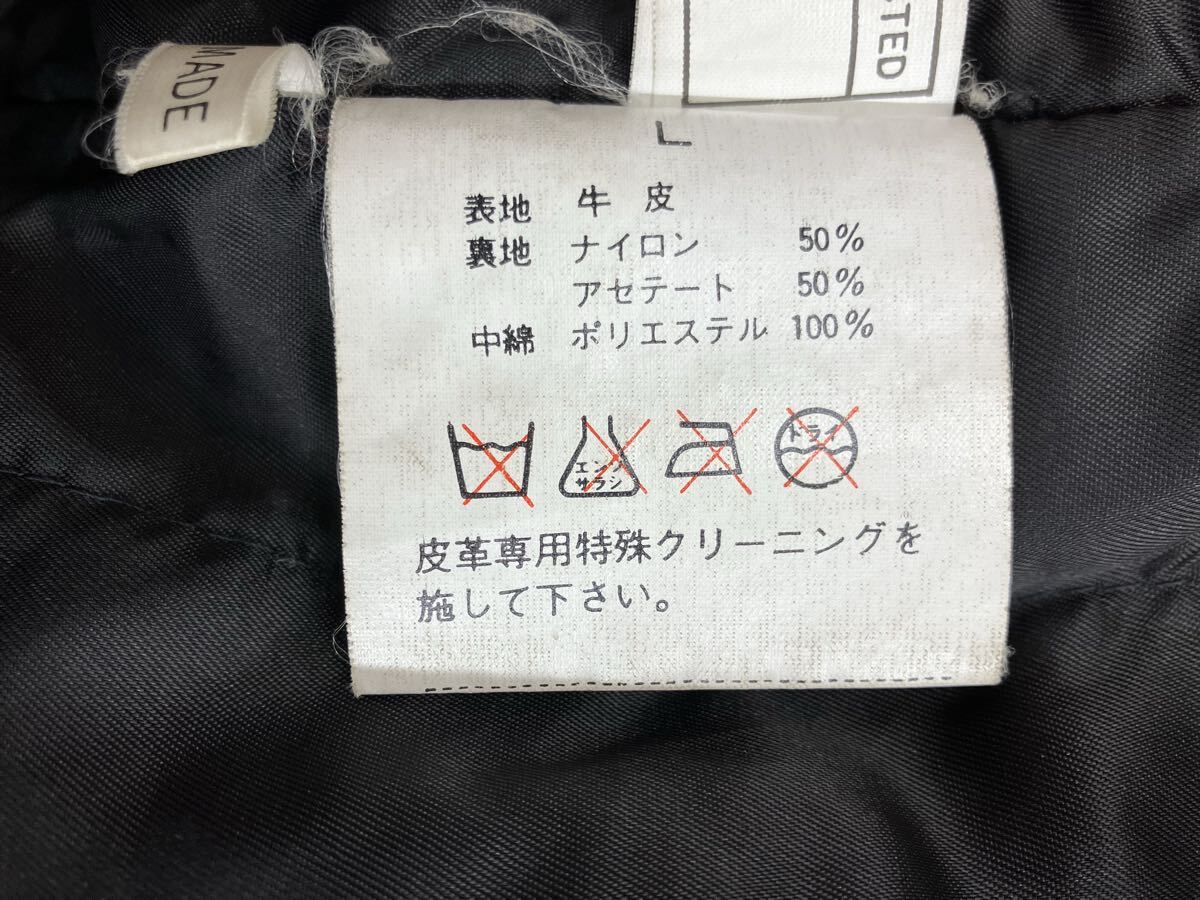 MADE
STED
L
表地 牛皮
裏地 ナイロン 50%
アセテート 50%
中綿 ポリエステル 100%
エンソ
サラシ
ドライ
皮革専用特殊クリーニングを
施して下さい。